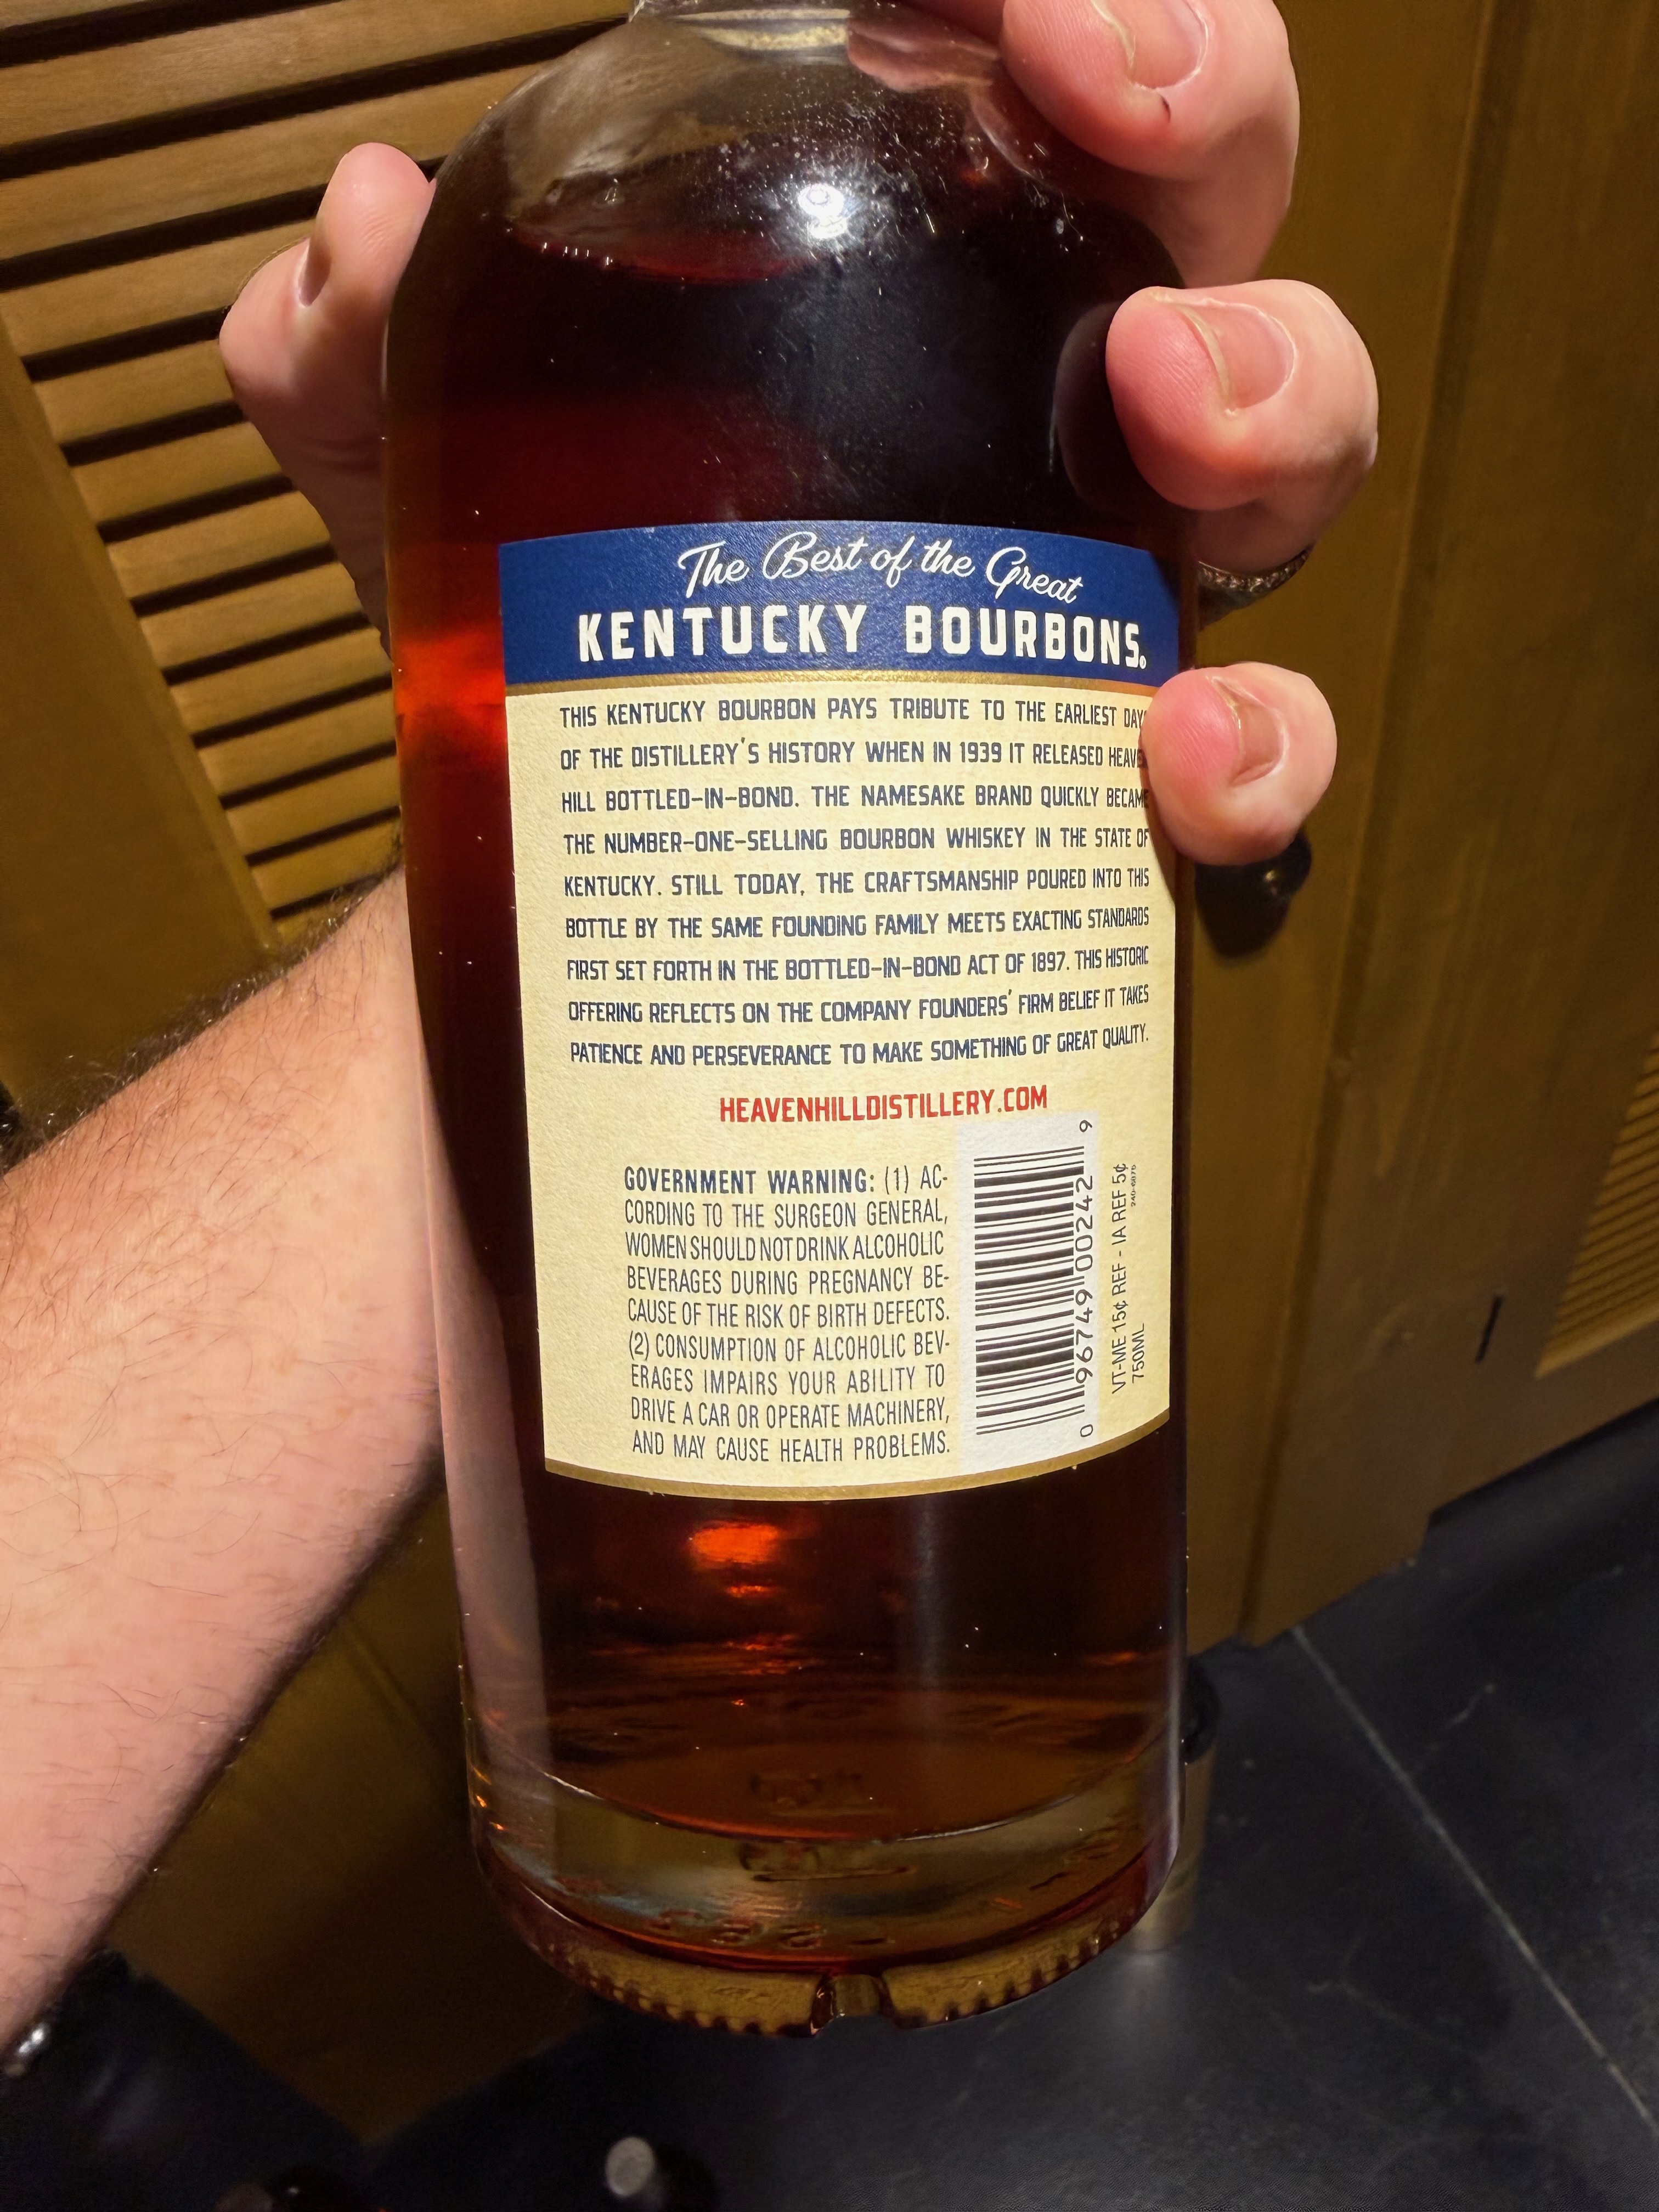 The Best of the Great
KENTUCKY BOURBONS®
THIS KENTUCKY BOURBON PAYS TRIBUTE TO THE EARLIEST
OF THE DISTILLERY'S HISTORY WHEN IN 1939 IT RELEASED
HILL BOTTLED-IN-BOND. THE NAMESAKE BRAND QUICKLY BECAME
THE NUMBER-ONE-SELLING BOURBON WHISKEY IN THE STATE OF
KENTUCKY. STILL TODAY, THE CRAFTSMANSHIP POURED INTO THIS
BOTTLE BY THE SAME FOUNDING FAMILY MEETS EXACTING STANDARDS
FIRST SET FORTH IN THE BOTTLED-IN-BOND ACT OF 1897. THIS HISTORIC
OFFERING REFLECTS ON THE COMPANY FOUNDERS' FIRM BELIEF IT TAKES
PATIENCE AND PERSEVERANCE TO MAKE SOMETHING OF GREAT QUALITY.
HEAVENHILLDISTILLERY.COM
GOVERNMENT WARNING: (1) AC-
CORDING TO THE SURGEON GENERAL,
WOMEN SHOULD NOT DRINK ALCOHOLIC
BEVERAGES DURING PREGNANCY BE-
CAUSE OF THE RISK OF BIRTH DEFECTS.
(2) CONSUMPTION OF ALCOHOLIC BEV-
ERAGES IMPAIRS YOUR ABILITY TO
DRIVE A CAR OR OPERATE MACHINERY,
AND MAY CAUSE HEALTH PROBLEMS.
0 96749 00242 9
VT-ME 15¢ REF - IA REF 5¢
750ML